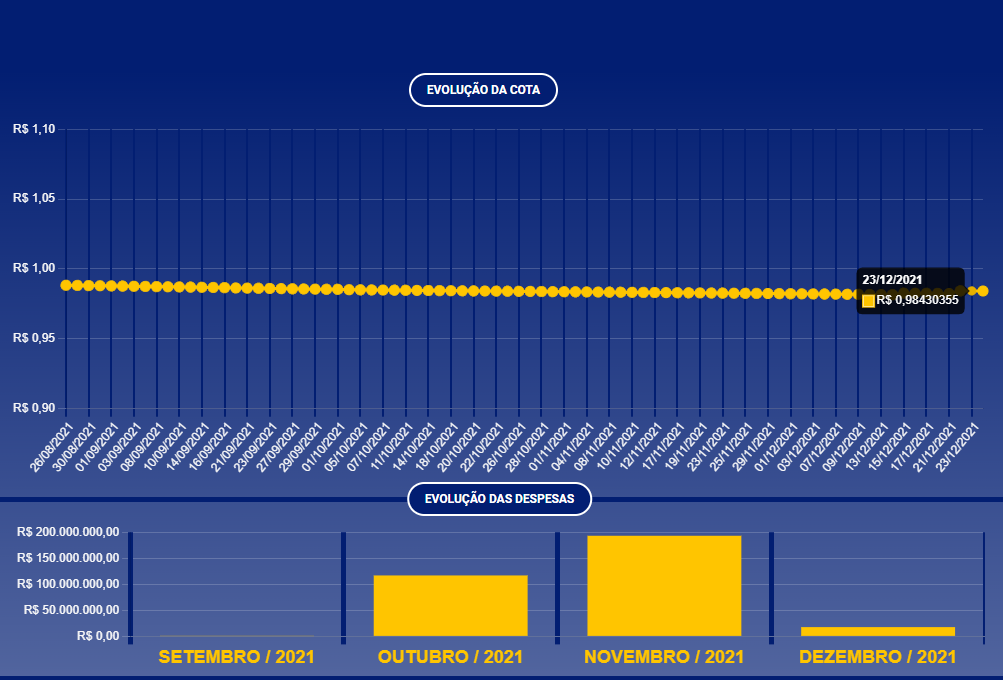 EVOLUÇÃO DA COTA
R$ 1,10
R$ 1,05
R$ 1,00
R$ 0,95
R$ 0,90
23/12/2021
R$ 0,98430355
26/08/2021
30/08/2021
01/09/2021
03/09/2021
08/09/2021
10/09/2021
14/09/2021
16/09/2021
21/09/2021
23/09/2021
27/09/2021
29/09/2021
01/10/2021
05/10/2021
07/10/2021
11/10/2021
14/10/2021
18/10/2021
20/10/2021
22/10/2021
26/10/2021
28/10/2021
01/11/2021
04/11/2021
08/11/2021
10/11/2021
12/11/2021
17/11/2021
19/11/2021
23/11/2021
25/11/2021
29/11/2021
01/12/2021
03/12/2021
07/12/2021
09/12/2021
13/12/2021
15/12/2021
17/12/2021
21/12/2021
23/12/2021
EVOLUÇÃO DAS DESPESAS
R$ 200.000.000,00
R$ 150.000.000,00
R$ 100.000.000,00
R$ 50.000.000,00
R$ 0,00
SETEMBRO / 2021
OUTUBRO / 2021
NOVEMBRO / 2021
DEZEMBRO / 2021